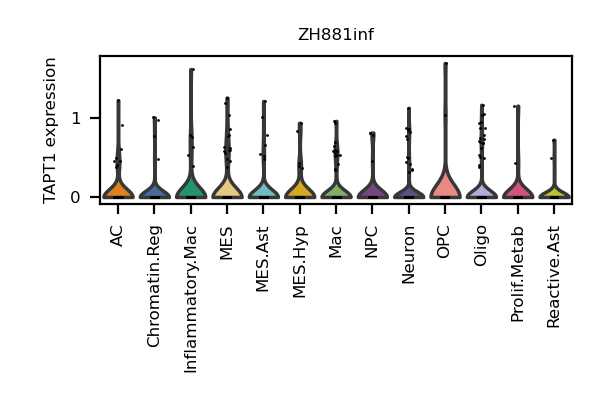 ZH881inf
TAPT1 expression
1
0
AC
Chromatin.Reg
Inflammatory.Mac
MES
MES.Ast
MES.Hyp
Mac
NPC
Neuron
OPC
Oligo
Prolif.Metab
Reactive.Ast